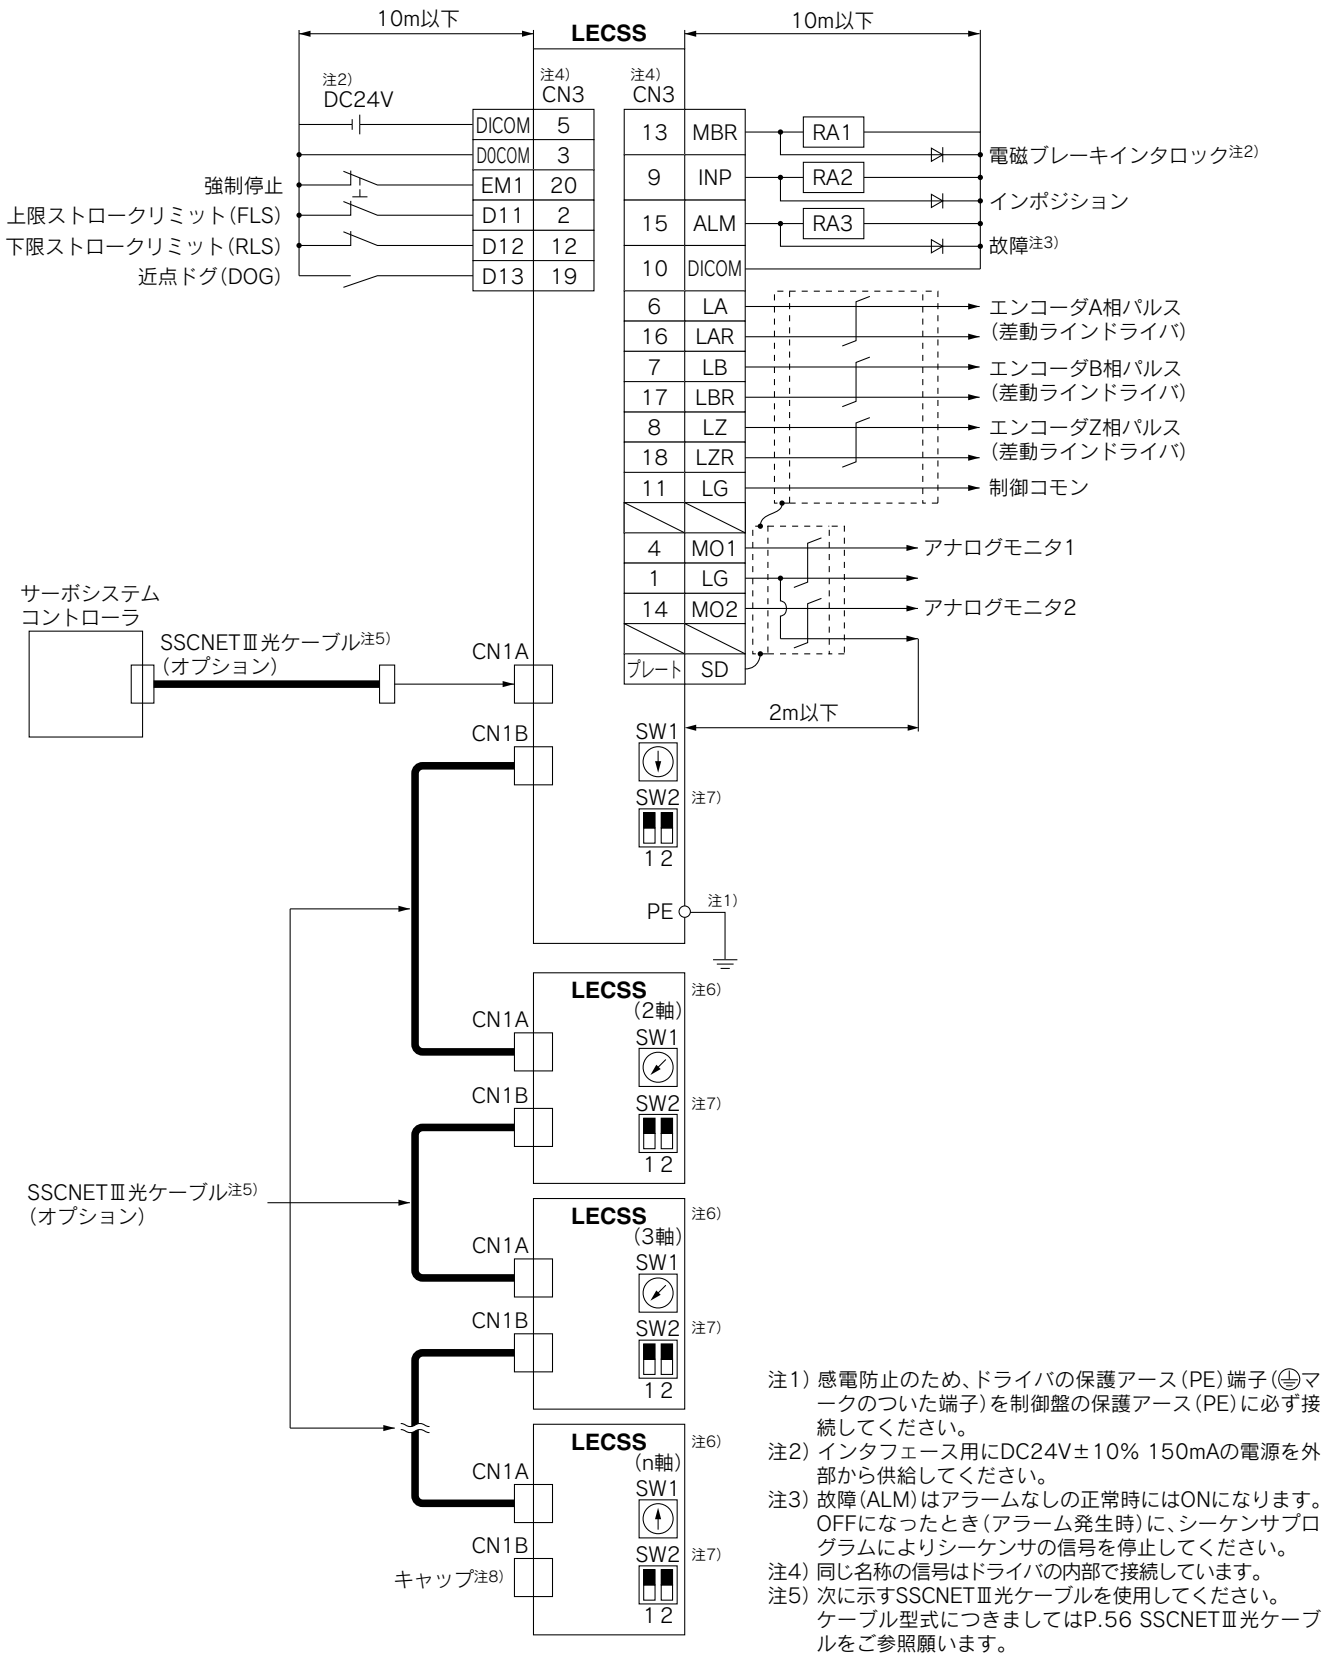 10m以下
LECSS
10m以下
注2)
DC24V
注4)
CN3
注4)
CN3
DICOM 5
D0COM 3
強制停止 EM1 20
上限ストロークリミット(FLS) D11 2
下限ストロークリミット(RLS) D12 12
近点ドグ(DOG) D13 19
13 MBR RA1
電磁ブレーキインタロック注2)
9 INP RA2
インポジション
15 ALM RA3
故障注3)
10 DICOM
6 LA エンコーダA相パルス
16 LAR (差動ラインドライバ)
7 LB エンコーダB相パルス
17 LBR (差動ラインドライバ)
8 LZ エンコーダZ相パルス
18 LZR (差動ラインドライバ)
11 LG 制御コモン
4 MO1 アナログモニタ1
1 LG
14 MO2 アナログモニタ2
プレート SD
2m以下
サーボシステム
コントローラ
SSCNETⅢ光ケーブル注5)
(オプション)
CN1A
CN1B
SW1
SW2 注7)
1 2
PE 注1)
LECSS 注6)
(2軸)
CN1A
SW1
CN1B
SW2 注7)
1 2
SSCNETⅢ光ケーブル注5)
(オプション)
LECSS 注6)
(3軸)
CN1A
SW1
CN1B
SW2 注7)
1 2
LECSS 注6)
(n軸)
CN1A
SW1
CN1B
キャップ注8)
SW2 注7)
1 2
注1) 感電防止のため、ドライバの保護アース(PE)端子(⏚マ
ークのついた端子)を制御盤の保護アース(PE)に必ず接
続してください。
注2) インタフェース用にDC24V±10% 150mAの電源を外
部から供給してください。
注3) 故障(ALM)はアラームなしの正常時にはONになります。
OFFになったとき(アラーム発生時)に、シーケンサプロ
グラムによりシーケンサの信号を停止してください。
注4) 同じ名称の信号はドライバの内部で接続しています。
注5) 次に示すSSCNETⅢ光ケーブルを使用してください。
ケーブル型式につきましてはP.56 SSCNETⅢ光ケーブ
ルをご参照願います。